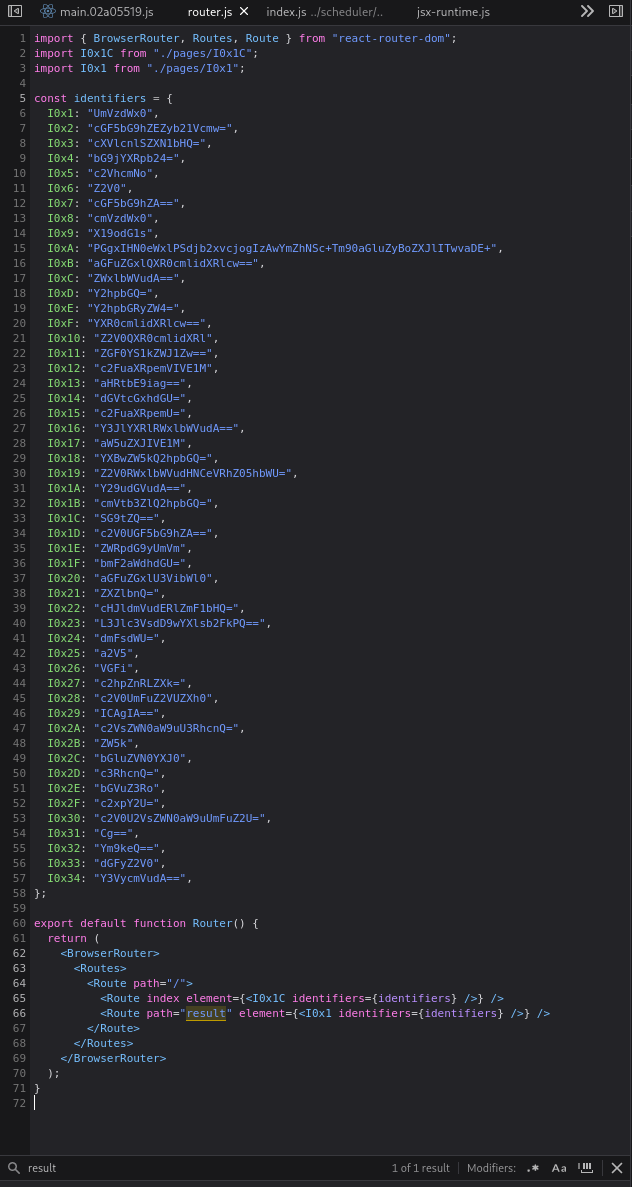 main.02a05519.js router.js index.js ../scheduler/.. jsx-runtime.js
1 import { BrowserRouter, Routes, Route } from "react-router-dom";
2 import I0x1C from "./pages/I0x1C";
3 import I0x1 from "./pages/I0x1";
4
5 const identifiers = {
6 I0x1: "UmVzdWx0",
7 I0x2: "cGF5bG9hZEZyb21Vcmw=",
8 I0x3: "cXVlcnlSZXN1bHQ=",
9 I0x4: "bG9jYXRpb24=",
10 I0x5: "c2VhcmNo",
11 I0x6: "Z2V0",
12 I0x7: "cGF5bG9hZA==",
13 I0x8: "cmVzdWx0",
14 I0x9: "X19odG1s",
15 I0xA: "PGgxIHN0eWxlPSdjb2xvcjogIzAwYmZhNSc+Tm90aGluZyBoZXJlITwvaDE+",
16 I0xB: "aGFuZGxlQXR0cmlidXRlcw==",
17 I0xC: "ZWxlbWVudA==",
18 I0xD: "Y2hpbGQ=",
19 I0xE: "Y2hpbGRyZW4=",
20 I0xF: "YXR0cmlidXRlcw==",
21 I0x10: "Z2V0QXR0cmlidXRl",
22 I0x11: "ZGF0YS1kZWJ1Zw==",
23 I0x12: "c2FuaXRpemVIVE1M",
24 I0x13: "aHRtbE9iag==",
25 I0x14: "dGVtcGxhdGU=",
26 I0x15: "c2FuaXRpemU=",
27 I0x16: "Y3JlYXRlRWxlbWVudA==",
28 I0x17: "aW5uZXJIVE1M",
29 I0x18: "YXBwZW5kQ2hpbGQ=",
30 I0x19: "Z2V0RWxlbWVudHNCeVRhZ05hbWU=",
31 I0x1A: "Y29udGVudA==",
32 I0x1B: "cmVtb3ZlQ2hpbGQ=",
33 I0x1C: "SG9tZQ==",
34 I0x1D: "c2V0UGF5bG9hZA==",
35 I0x1E: "ZWRpdG9yUmVm",
36 I0x1F: "bmF2aWdhdGU=",
37 I0x20: "aGFuZGxlU3VibWl0",
38 I0x21: "ZXZlbnQ=",
39 I0x22: "cHJldmVudERlZmF1bHQ=",
40 I0x23: "L3Jlc3VsdD9wYXlsb2FkPQ==",
41 I0x24: "dmFsdWU=",
42 I0x25: "a2V5",
43 I0x26: "VGFi",
44 I0x27: "c2hpZnRLZXk=",
45 I0x28: "c2V0UmFuZ2VUZXh0",
46 I0x29: "ICAgIA==",
47 I0x2A: "c2VsZWN0aW9uU3RhcnQ=",
48 I0x2B: "ZW5k",
49 I0x2C: "bGluZVN0YXJ0",
50 I0x2D: "c3RhcnQ=",
51 I0x2E: "bGVuZ3Ro",
52 I0x2F: "c2xpY2U=",
53 I0x30: "c2V0U2VsZWN0aW9uUmFuZ2U=",
54 I0x31: "Cg==",
55 I0x32: "Ym9keQ==",
56 I0x33: "dGFyZ2V0",
57 I0x34: "Y3VycmVudA==",
58 };
59
60 export default function Router() {
61 return (
62 <BrowserRouter>
63 <Routes>
64 <Route path="/">
65 <Route index element={<I0x1C identifiers={identifiers} />} />
66 <Route path="result" element={<I0x1 identifiers={identifiers} />} />
67 </Route>
68 </Routes>
69 </BrowserRouter>
70 );
71 }
72
result 1 of 1 result Modifiers: .* Aa